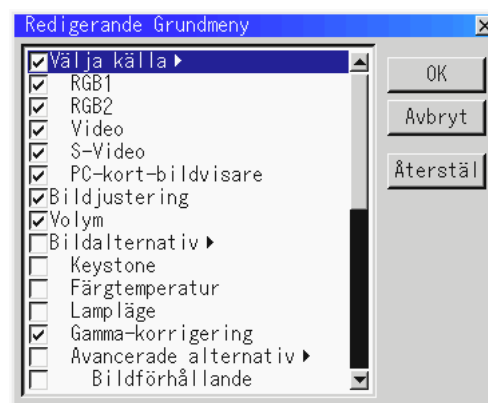 Redigerande Grundmeny
Välja källa
RGB1
RGB2
Video
S-Video
PC-kort-bildvisare
Bildjustering
Volym
Bildalternativ
Keystone
Färgtemperatur
Lampläge
Gamma-korrigering
Avancerade alternativ
Bildförhållande
OK
Avbryt
Återstäl